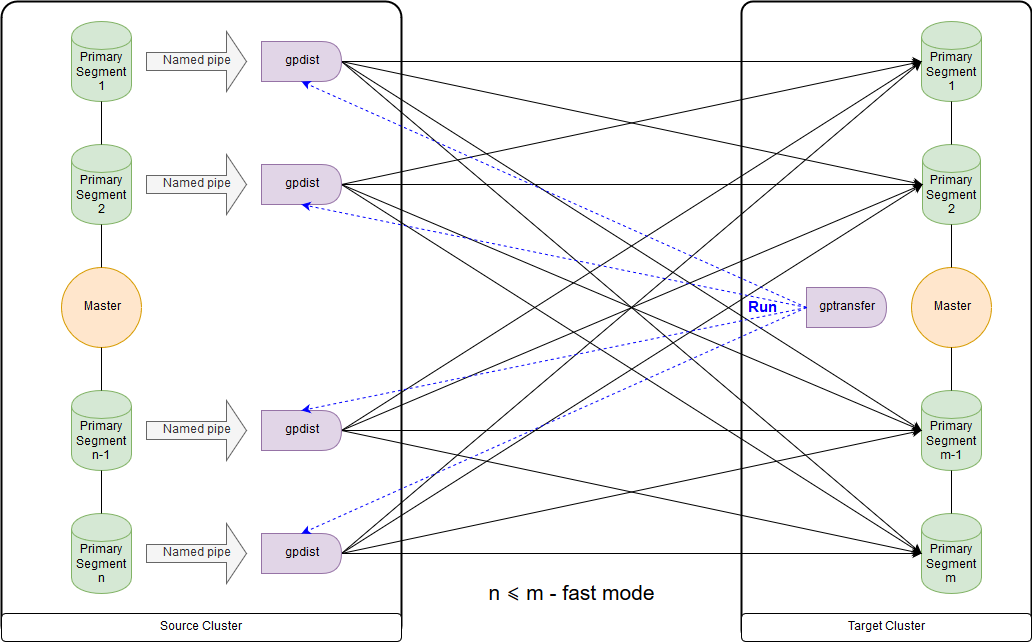 Primary
Segment
1
Named pipe
gpdist
Primary
Segment
1
Primary
Segment
2
Named pipe
gpdist
Primary
Segment
2
Master
Run
gptransfer
Master
Primary
Segment
n-1
Named pipe
gpdist
Primary
Segment
m-1
Primary
Segment
n
Named pipe
gpdist
Primary
Segment
m
n ⩽ m - fast mode
Source Cluster
Target Cluster